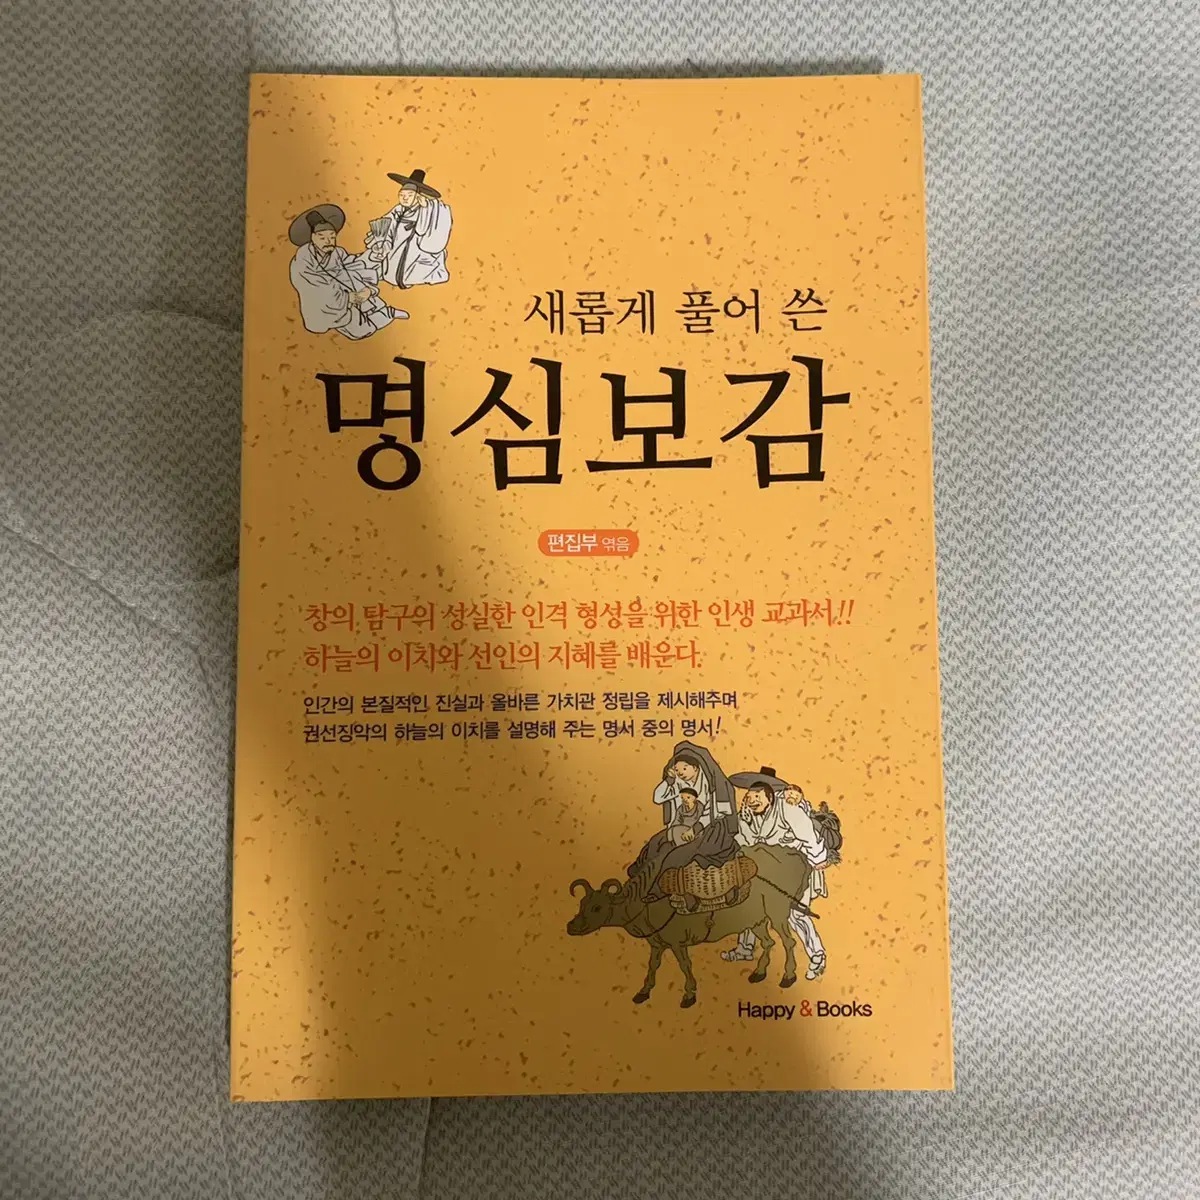 새롭게 풀어 쓴
명심보감
편집부 엮음
창의 탐구의 성실한 인격 형성을 위한 인생 교과서!!
하늘의 이치와 선인의 지혜를 배운다.
인간의 본질적인 진실과 올바른 가치관 정립을 제시해주며
권선징악의 하늘의 이치를 설명해 주는 명서 중의 명서!
Happy & Books